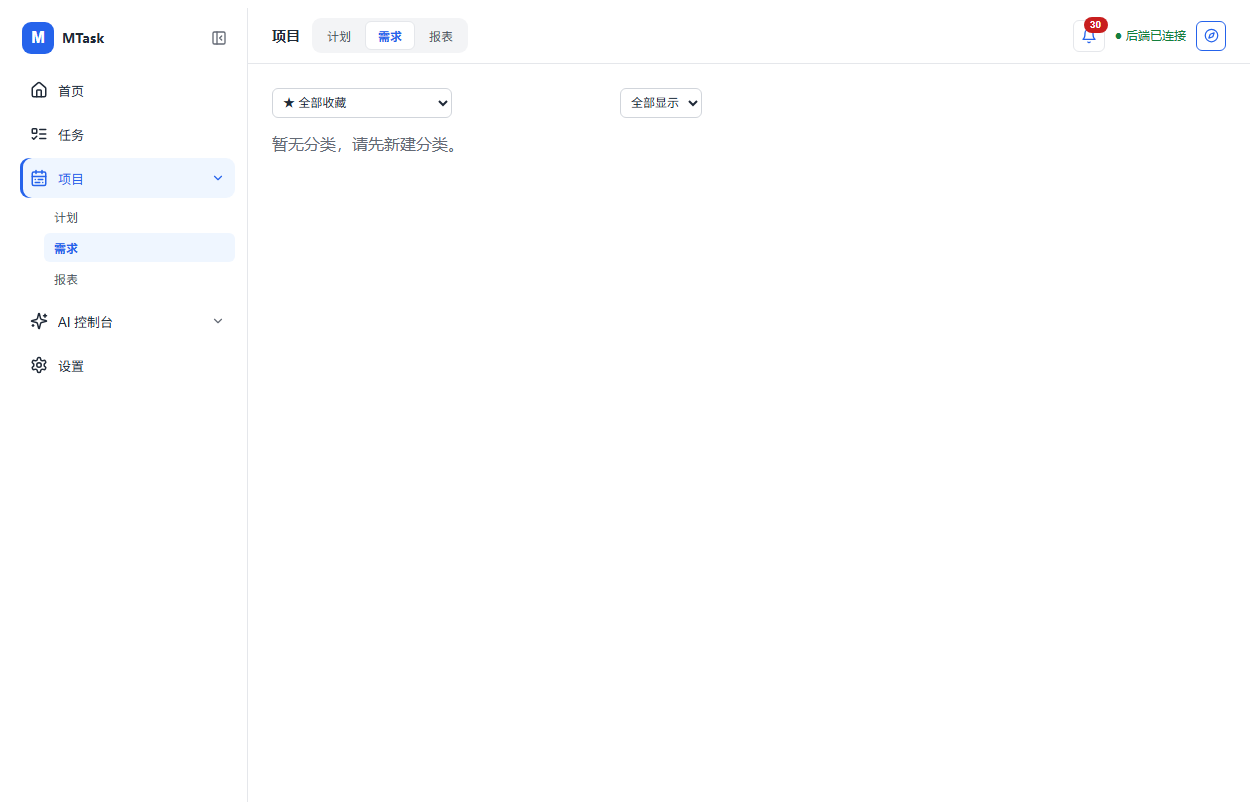 M MTask
首页
任务
项目
计划
需求
报表
AI 控制台
设置
项目 计划 需求 报表
30
后端已连接
★ 全部收藏 全部显示
暂无分类，请先新建分类。